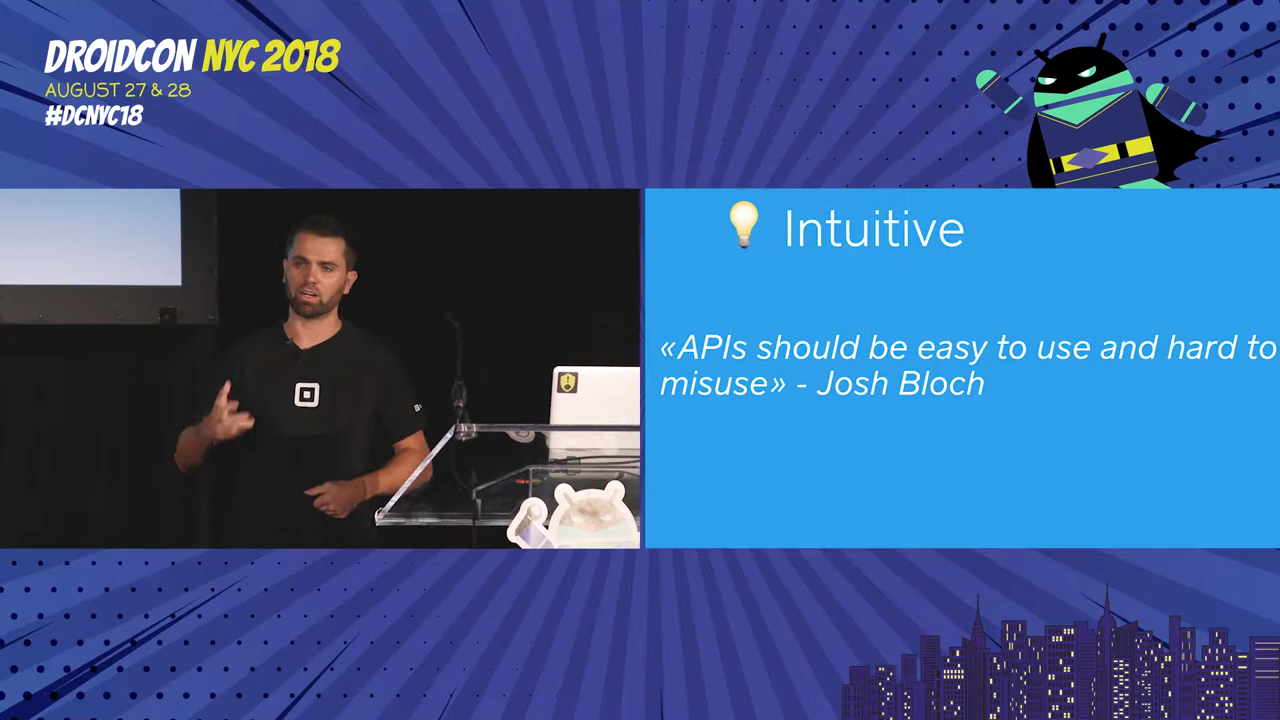 DROIDCON NYC 2018
AUGUST 27 & 28
#DCNYC18
Intuitive
«APIs should be easy to use and hard to
misuse» - Josh Bloch